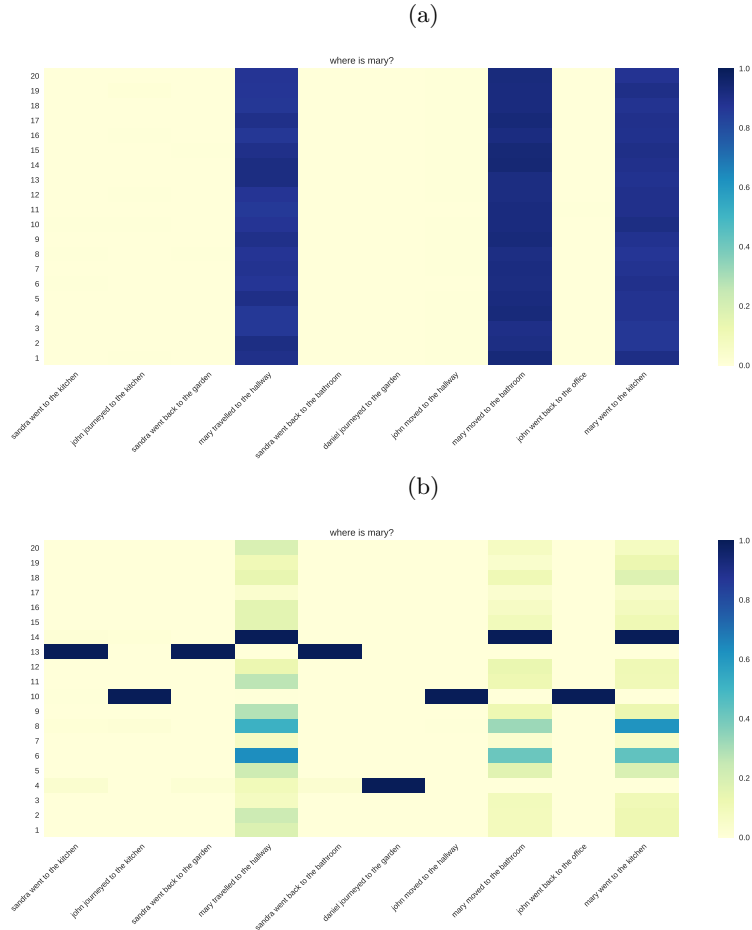 (a)
where is mary?
20
19
18
17
16
15
14
13
12
11
10
9
8
7
6
5
4
3
2
1
1.0
0.8
0.6
0.4
0.2
0.0
sandra went to the kitchen
john journeyed to the kitchen
sandra went back to the garden
mary travelled to the hallway
sandra went back to the bathroom
daniel journeyed to the garden
john moved to the hallway
mary moved to the bathroom
john went back to the office
mary went to the kitchen
(b)
where is mary?
20
19
18
17
16
15
14
13
12
11
10
9
8
7
6
5
4
3
2
1
1.0
0.8
0.6
0.4
0.2
0.0
sandra went to the kitchen
john journeyed to the kitchen
sandra went back to the garden
mary travelled to the hallway
sandra went back to the bathroom
daniel journeyed to the garden
john moved to the hallway
mary moved to the bathroom
john went back to the office
mary went to the kitchen